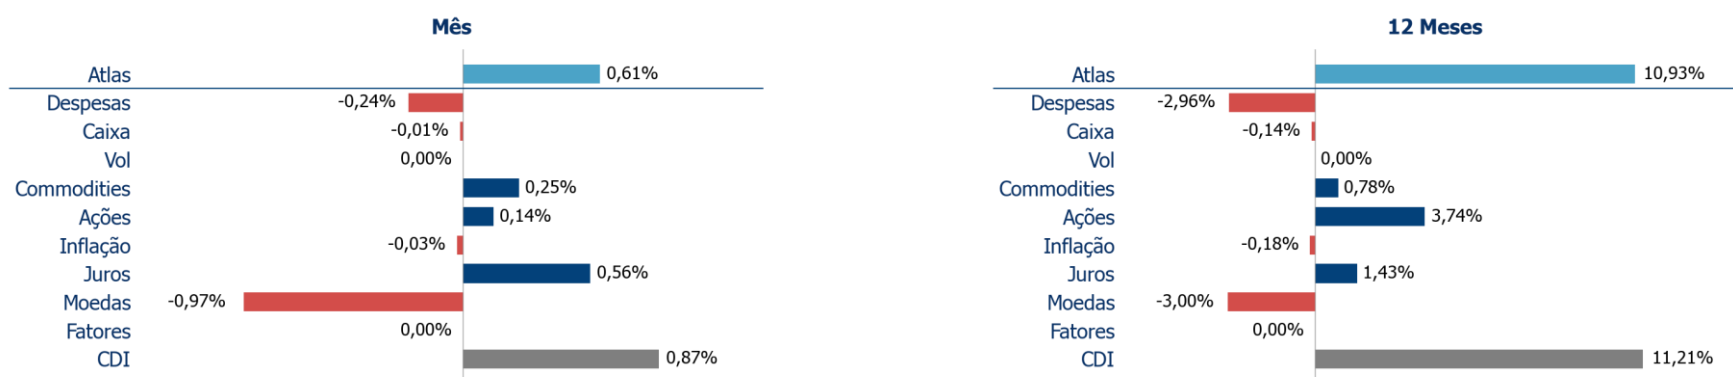 Mês
Atlas 0,61%
Despesas -0,24%
Caixa -0,01%
Vol 0,00%
Commodities 0,25%
Ações 0,14%
Inflação -0,03%
Juros 0,56%
Moedas -0,97%
Fatores 0,00%
CDI 0,87%
12 Meses
Atlas 10,93%
Despesas -2,96%
Caixa -0,14%
Vol 0,00%
Commodities 0,78%
Ações 3,74%
Inflação -0,18%
Juros 1,43%
Moedas -3,00%
Fatores 0,00%
CDI 11,21%